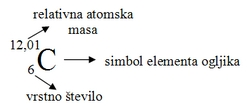 relativna atomska
masa
12,01
C
simbol elementa ogljika
6
vrstno število